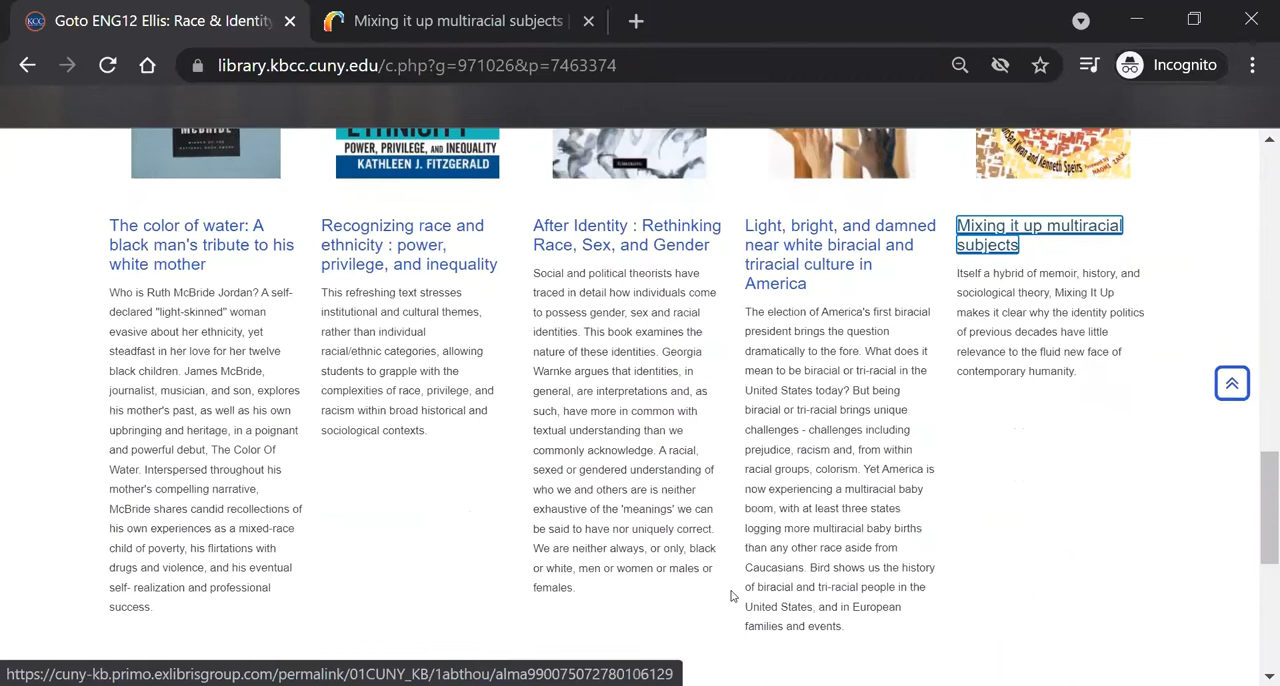 Goto ENG12 Ellis: Race & Identity
Mixing it up multiracial subjects
library.kbcc.cuny.edu/c.php?g=971026&p=7463374
Incognito
KCC
McBRIDE
ETHNICITY
POWER, PRIVILEGE, AND INEQUALITY
KATHLEEN J. FITZGERALD
Kwan and Kenneth Speirs
The color of water: A
black man's tribute to his
white mother
Who is Ruth McBride Jordan? A self-
declared "light-skinned" woman
evasive about her ethnicity, yet
steadfast in her love for her twelve
black children. James McBride,
journalist, musician, and son, explores
his mother's past, as well as his own
upbringing and heritage, in a poignant
and powerful debut, The Color Of
Water. Interspersed throughout his
mother's compelling narrative,
McBride shares candid recollections of
his own experiences as a mixed-race
child of poverty, his flirtations with
drugs and violence, and his eventual
self- realization and professional
success.
Recognizing race and
ethnicity : power,
privilege, and inequality
This refreshing text stresses
institutional and cultural themes,
rather than individual
racial/ethnic categories, allowing
students to grapple with the
complexities of race, privilege, and
racism within broad historical and
sociological contexts.
After Identity : Rethinking
Race, Sex, and Gender
Social and political theorists have
traced in detail how individuals come
to possess gender, sex and racial
identities. This book examines the
nature of these identities. Georgia
Warnke argues that identities, in
general, are interpretations and, as
such, have more in common with
textual understanding than we
commonly acknowledge. A racial,
sexed or gendered understanding of
who we and others are is neither
exhaustive of the 'meanings' we can
be said to have nor uniquely correct.
We are neither always, or only, black
or white, men or women or males or
females.
Light, bright, and damned
near white biracial and
triracial culture in
America
The election of America's first biracial
president brings the question
dramatically to the fore. What does it
mean to be biracial or tri-racial in the
United States today? But being
biracial or tri-racial brings unique
challenges - challenges including
prejudice, racism and, from within
racial groups, colorism. Yet America is
now experiencing a multiracial baby
boom, with at least three states
logging more multiracial baby births
than any other race aside from
Caucasians. Bird shows us the history
of biracial and tri-racial people in the
United States, and in European
families and events.
Mixing it up multiracial
subjects
Itself a hybrid of memoir, history, and
sociological theory, Mixing It Up
makes it clear why the identity politics
of previous decades have little
relevance to the fluid new face of
contemporary humanity.
https://cuny-kb.primo.exlibrisgroup.com/permalink/01CUNY_KB/1abthou/alma990075072780106129